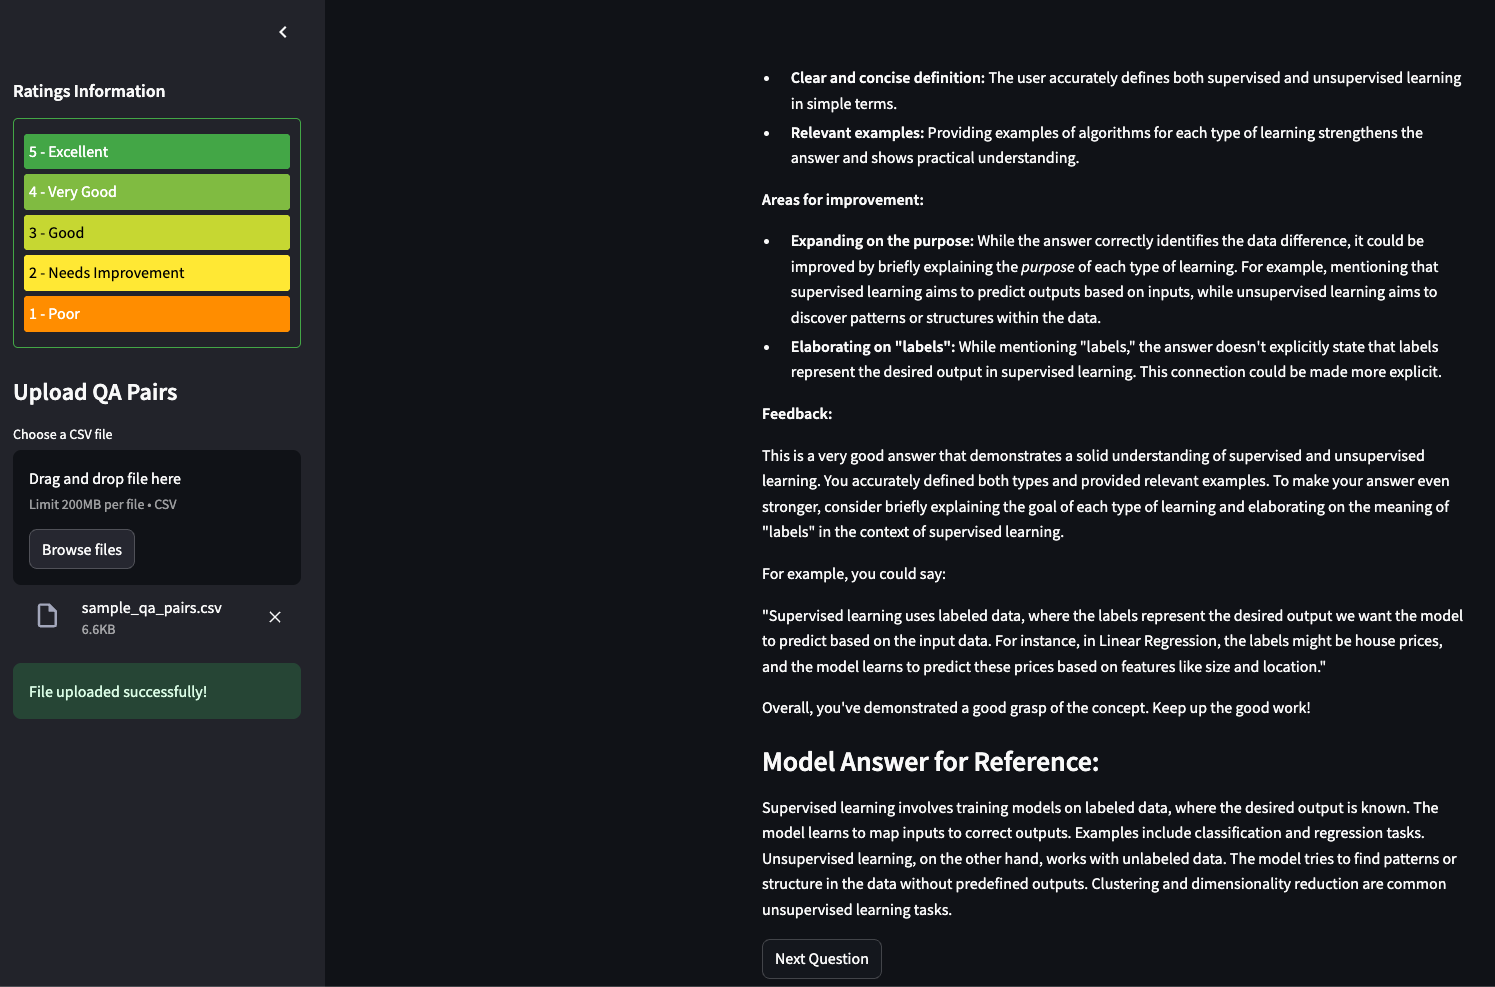 Ratings Information
5 - Excellent
4 - Very Good
3 - Good
2 - Needs Improvement
1 - Poor
Upload QA Pairs
Choose a CSV file
Drag and drop file here
Limit 200MB per file • CSV
Browse files
sample_qa_pairs.csv
6.6KB
File uploaded successfully!
• Clear and concise definition: The user accurately defines both supervised and unsupervised learning
in simple terms.
• Relevant examples: Providing examples of algorithms for each type of learning strengthens the
answer and shows practical understanding.
Areas for improvement:
• Expanding on the purpose: While the answer correctly identifies the data difference, it could be
improved by briefly explaining the purpose of each type of learning. For example, mentioning that
supervised learning aims to predict outputs based on inputs, while unsupervised learning aims to
discover patterns or structures within the data.
• Elaborating on "labels": While mentioning "labels," the answer doesn't explicitly state that labels
represent the desired output in supervised learning. This connection could be made more explicit.
Feedback:
This is a very good answer that demonstrates a solid understanding of supervised and unsupervised
learning. You accurately defined both types and provided relevant examples. To make your answer even
stronger, consider briefly explaining the goal of each type of learning and elaborating on the meaning of
"labels" in the context of supervised learning.
For example, you could say:
"Supervised learning uses labeled data, where the labels represent the desired output we want the model
to predict based on the input data. For instance, in Linear Regression, the labels might be house prices,
and the model learns to predict these prices based on features like size and location."
Overall, you've demonstrated a good grasp of the concept. Keep up the good work!
Model Answer for Reference:
Supervised learning involves training models on labeled data, where the desired output is known. The
model learns to map inputs to correct outputs. Examples include classification and regression tasks.
Unsupervised learning, on the other hand, works with unlabeled data. The model tries to find patterns or
structure in the data without predefined outputs. Clustering and dimensionality reduction are common
unsupervised learning tasks.
Next Question